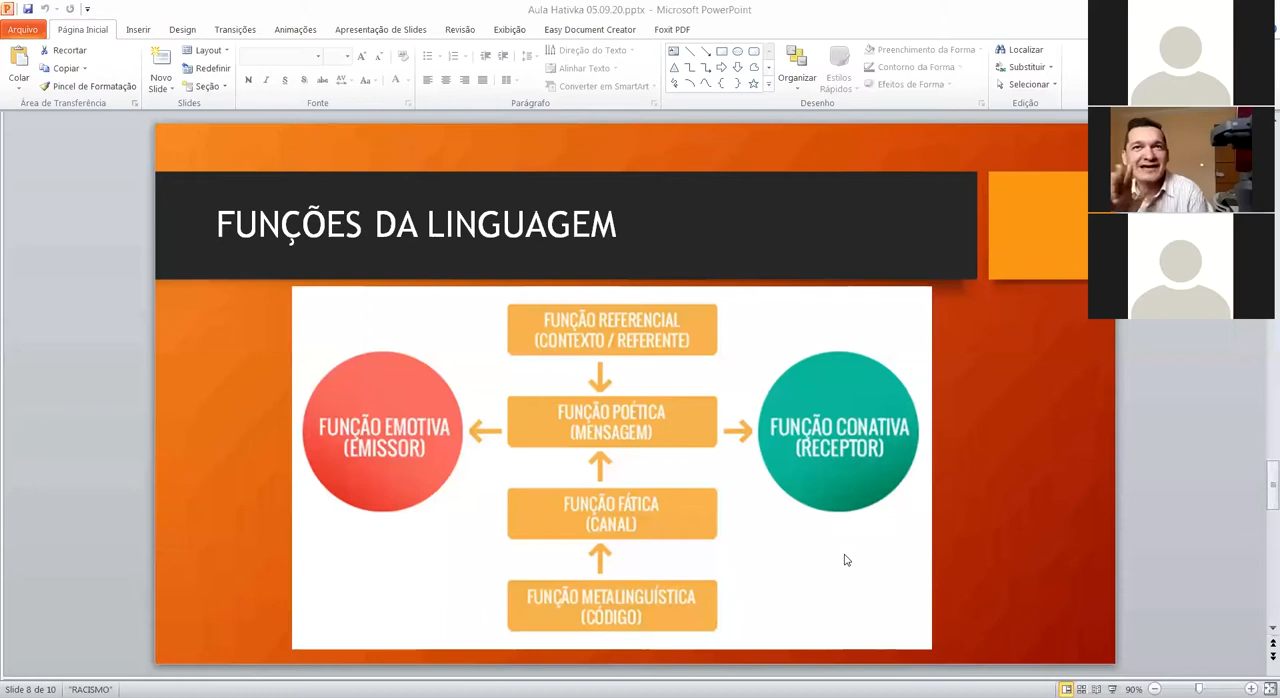 Aula Hativka 05.09.20.pptx - Microsoft PowerPoint
Arquivo Página Inicial Inserir Design Transições Animações Apresentação de Slides Revisão Exibição Easy Document Creator Foxit PDF
Colar
Recortar
Copiar
Pincel de Formatação
Área de Transferência
Novo Slide
Layout
Redefinir
Seção
Slides
N I S S abc AV Aa A
Fonte
Direção do Texto
Alinhar Texto
Converter em SmartArt
Parágrafo
Organizar
Estilos Rápidos
Preenchimento da Forma
Contorno da Forma
Efeitos de Forma
Desenho
Localizar
Substituir
Selecionar
Edição
FUNÇÕES DA LINGUAGEM
FUNÇÃO REFERENCIAL
(CONTEXTO / REFERENTE)
FUNÇÃO EMOTIVA
(EMISSOR)
FUNÇÃO POÉTICA
(MENSAGEM)
FUNÇÃO CONATIVA
(RECEPTOR)
FUNÇÃO FÁTICA
(CANAL)
FUNÇÃO METALINGUÍSTICA
(CÓDIGO)
Slide 8 de 10 "RACISMO" 90%